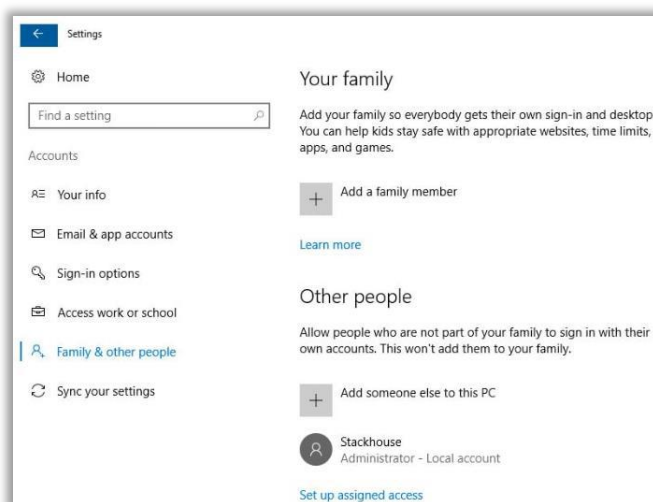 Settings
Home
Find a setting
Accounts
Your info
Email & app accounts
Sign-in options
Access work or school
Family & other people
Sync your settings
Your family
Add your family so everybody gets their own sign-in and desktop
You can help kids stay safe with appropriate websites, time limits,
apps, and games.
Add a family member
Learn more
Other people
Allow people who are not part of your family to sign in with their
own accounts. This won't add them to your family.
Add someone else to this PC
Stackhouse
Administrator - Local account
Set up assigned access